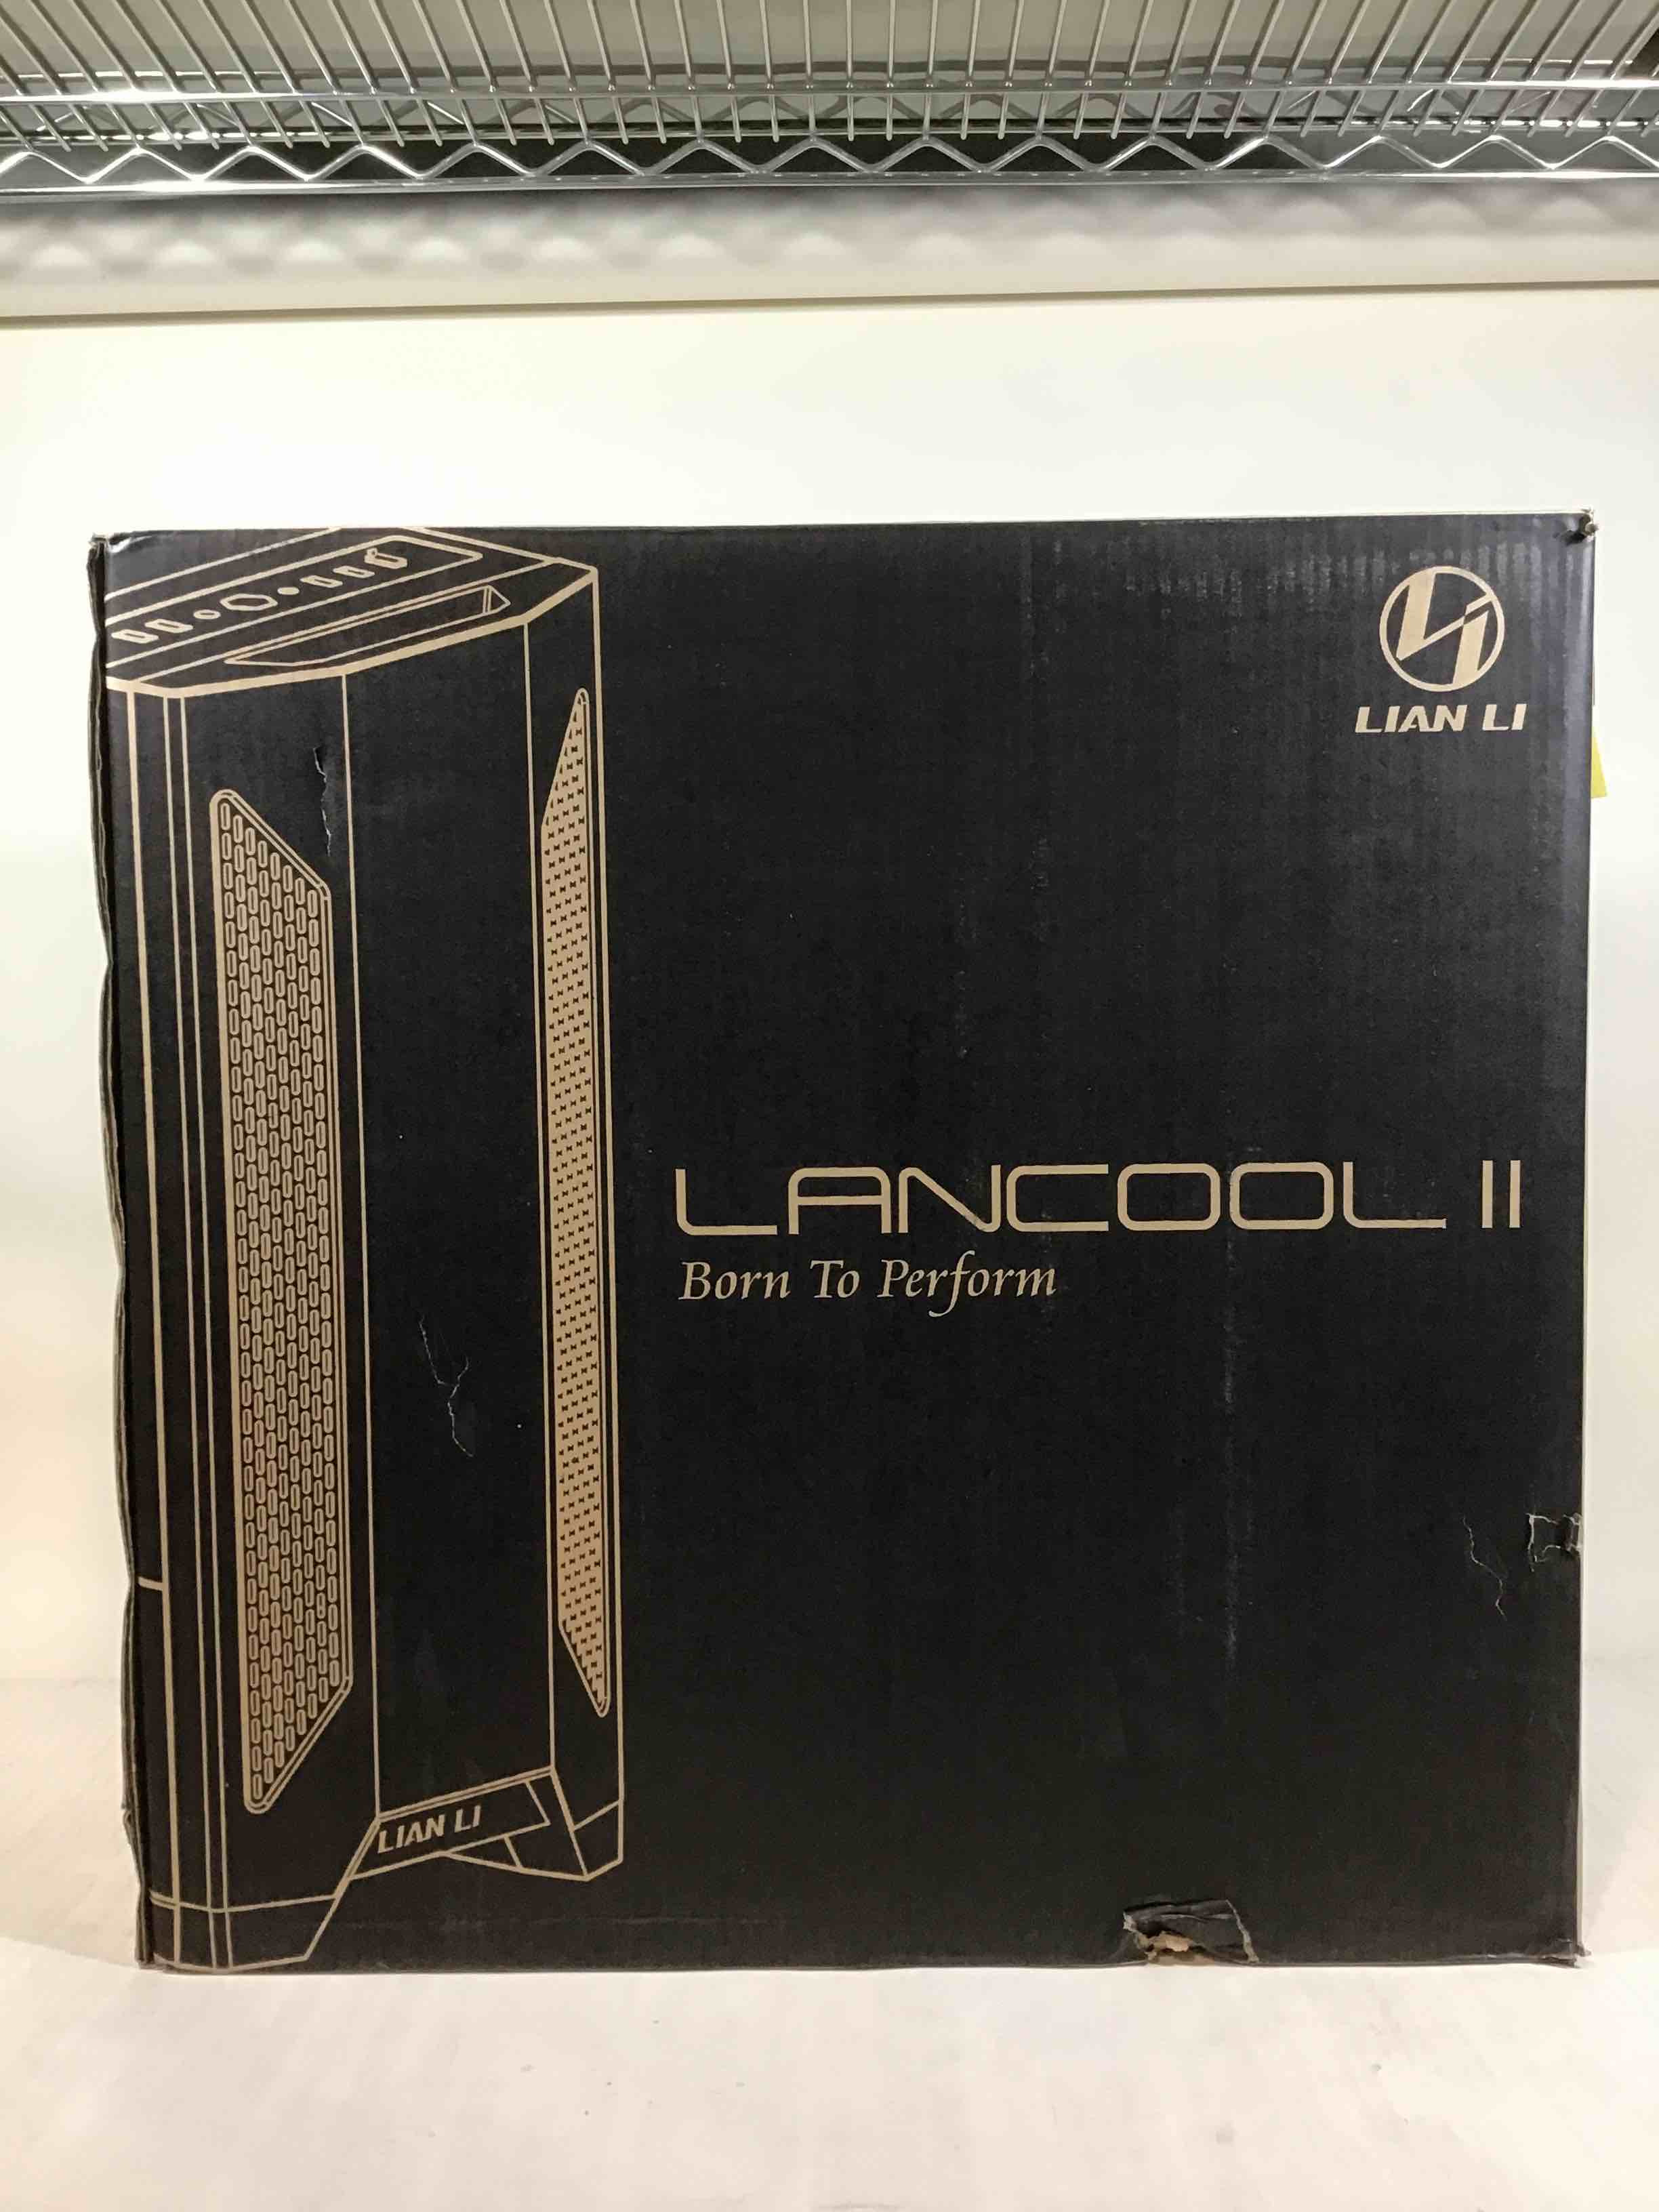 LIAN LI
LANCOOL II
Born To Perform
LIAN LI